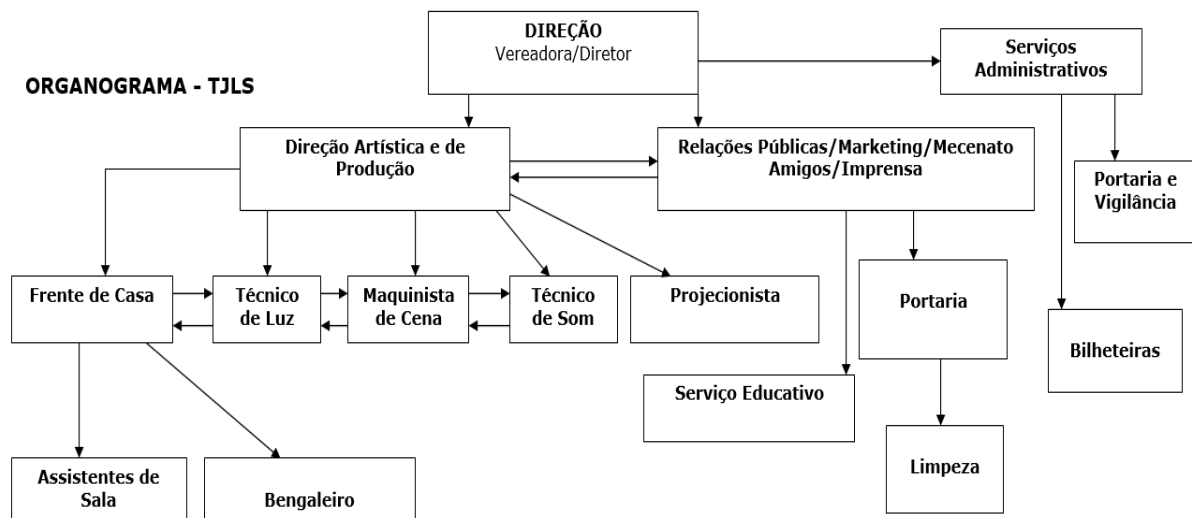 DIREÇÃO
Vereadora/Diretor
Serviços
Administrativos
ORGANOGRAMA - TJLS
Direção Artística e de
Produção
Relações Públicas/Marketing/Mecenato
Amigos/Imprensa
Portaria e
Vigilância
Frente de Casa
Técnico
de Luz
Maquinista
de Cena
Técnico
de Som
Projecionista
Portaria
Bilheteiras
Serviço Educativo
Assistentes de
Sala
Bengaleiro
Limpeza